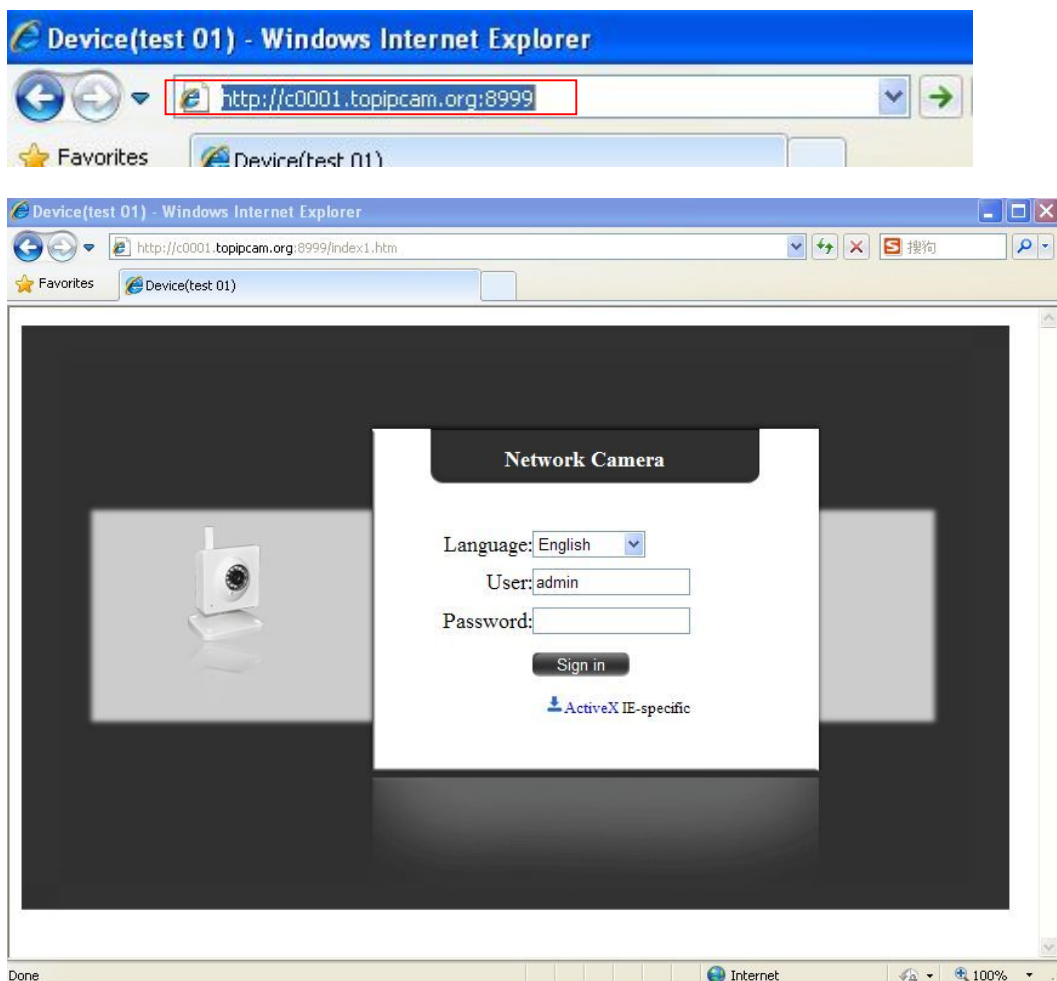 Device(test 01) - Windows Internet Explorer
http://c0001.topipcam.org:8999
Favorites Device(test 01)
Device(test 01) - Windows Internet Explorer
http://c0001.topipcam.org:8999/index1.htm 搜狗
Favorites Device(test 01)
Network Camera
Language: English
User: admin
Password:
Sign in
ActiveX IE-specific
Done Internet 100%